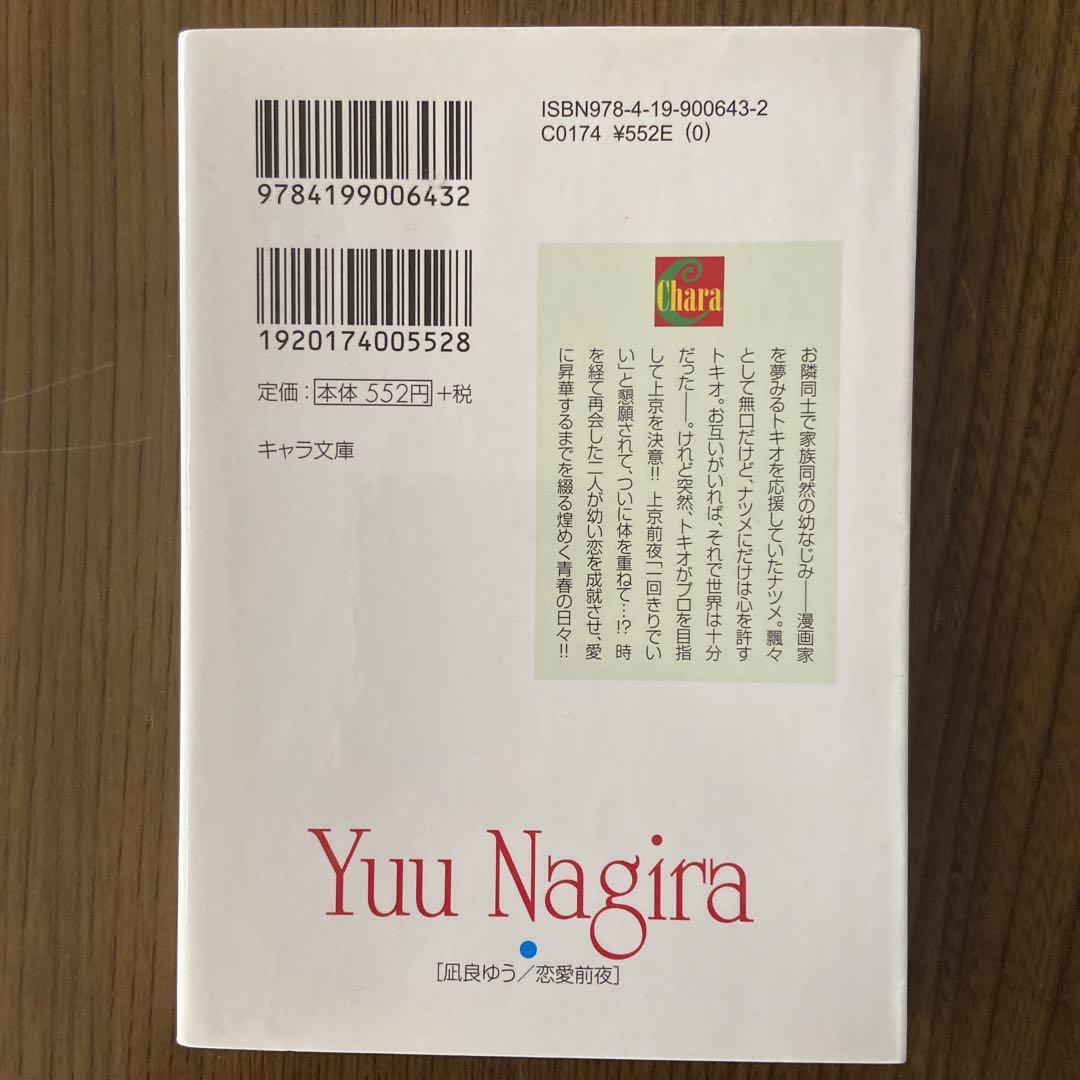 9784199006432
ISBN978-4-19-900643-2
C0174 ¥552E (0)
1920174005528
定価：本体 552円+税
キャラ文庫
Chara
お隣同士で家族同然の幼なじみ――漫画家
を夢みるトキオを応援していたナツメ。飄々
として無口だけど、ナツメにだけは心を許す
トキオ。お互いがいれば、それで世界は十分
だった――。けれど突然、トキオがプロを目指
して上京を決意!! 上京前夜「一回きりでい
い」と懇願されて、ついに体を重ねて…!? 時
を経て再会した二人が幼い恋を成就させ、愛
に昇華するまでを綴る煌めく青春の日々!!
Yuu Nagira
[凪良ゆう／恋愛前夜]